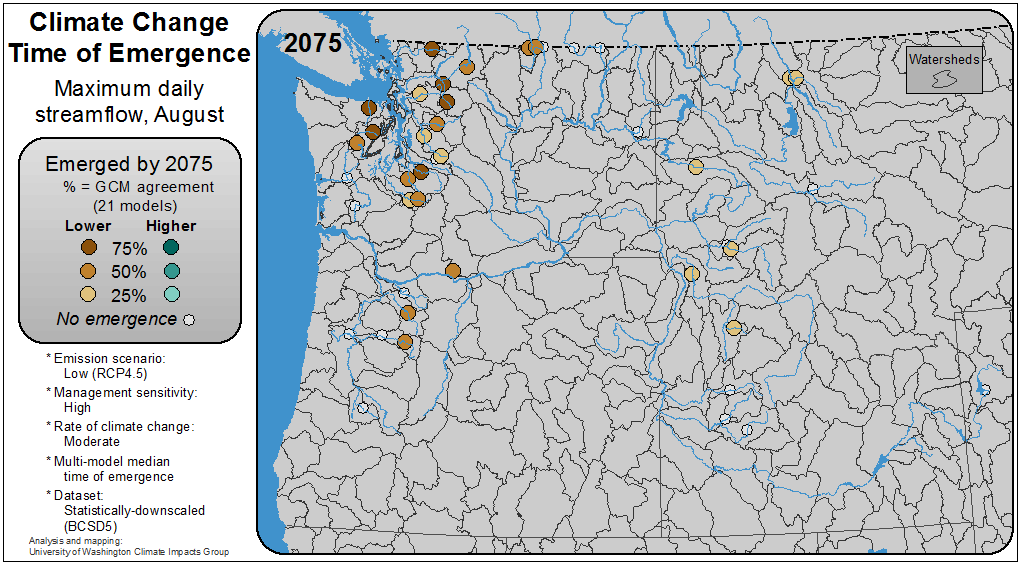 Climate Change
Time of Emergence
Maximum daily
streamflow, August
Emerged by 2075
% = GCM agreement
(21 models)
Lower Higher
75%
50%
25%
No emergence
* Emission scenario:
Low (RCP4.5)
* Management sensitivity:
High
* Rate of climate change:
Moderate
* Multi-model median
time of emergence
* Dataset:
Statistically-downscaled
(BCSD5)
Analysis and mapping:
University of Washington Climate Impacts Group
2075
Watersheds